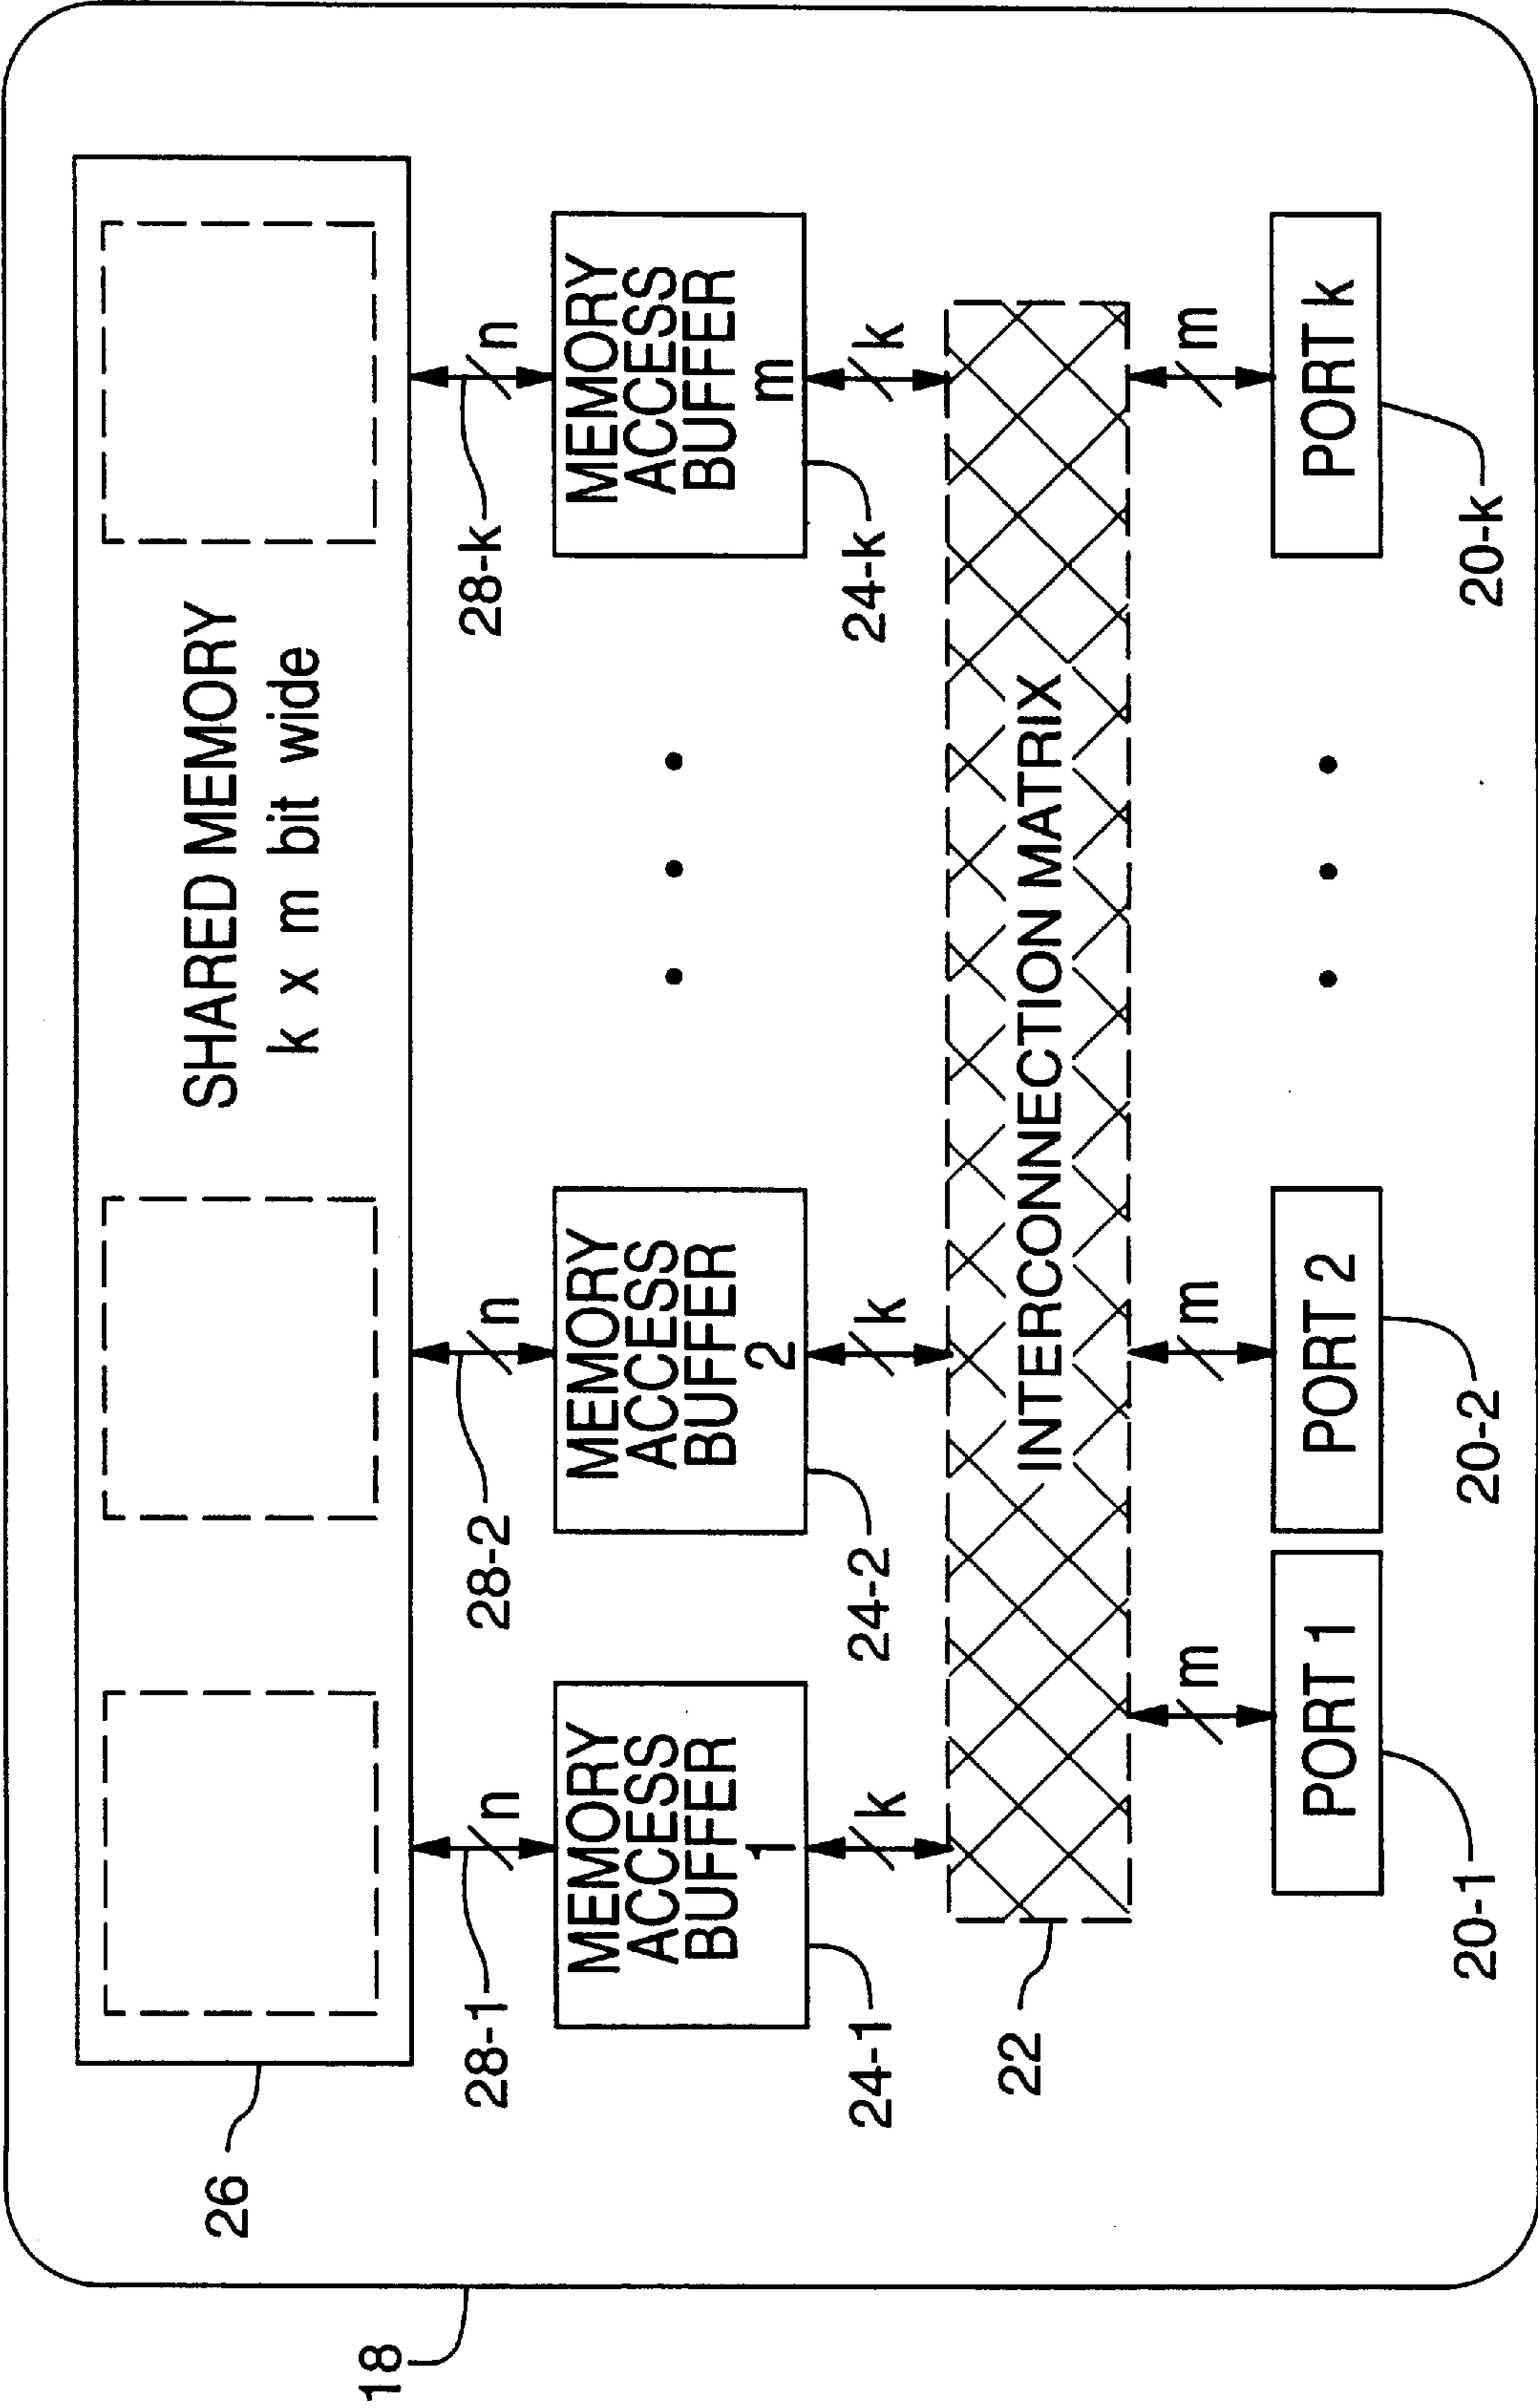 18
26
SHARED MEMORY
k x m bit wide
28-1
n
28-2
n
28-k
n
MEMORY
ACCESS
BUFFER
1
MEMORY
ACCESS
BUFFER
2
MEMORY
ACCESS
BUFFER
m
24-1
k
24-2
k
24-k
k
22
INTERCONNECTION MATRIX
m
m
m
PORT 1
PORT 2
PORT k
20-1
20-2
20-k